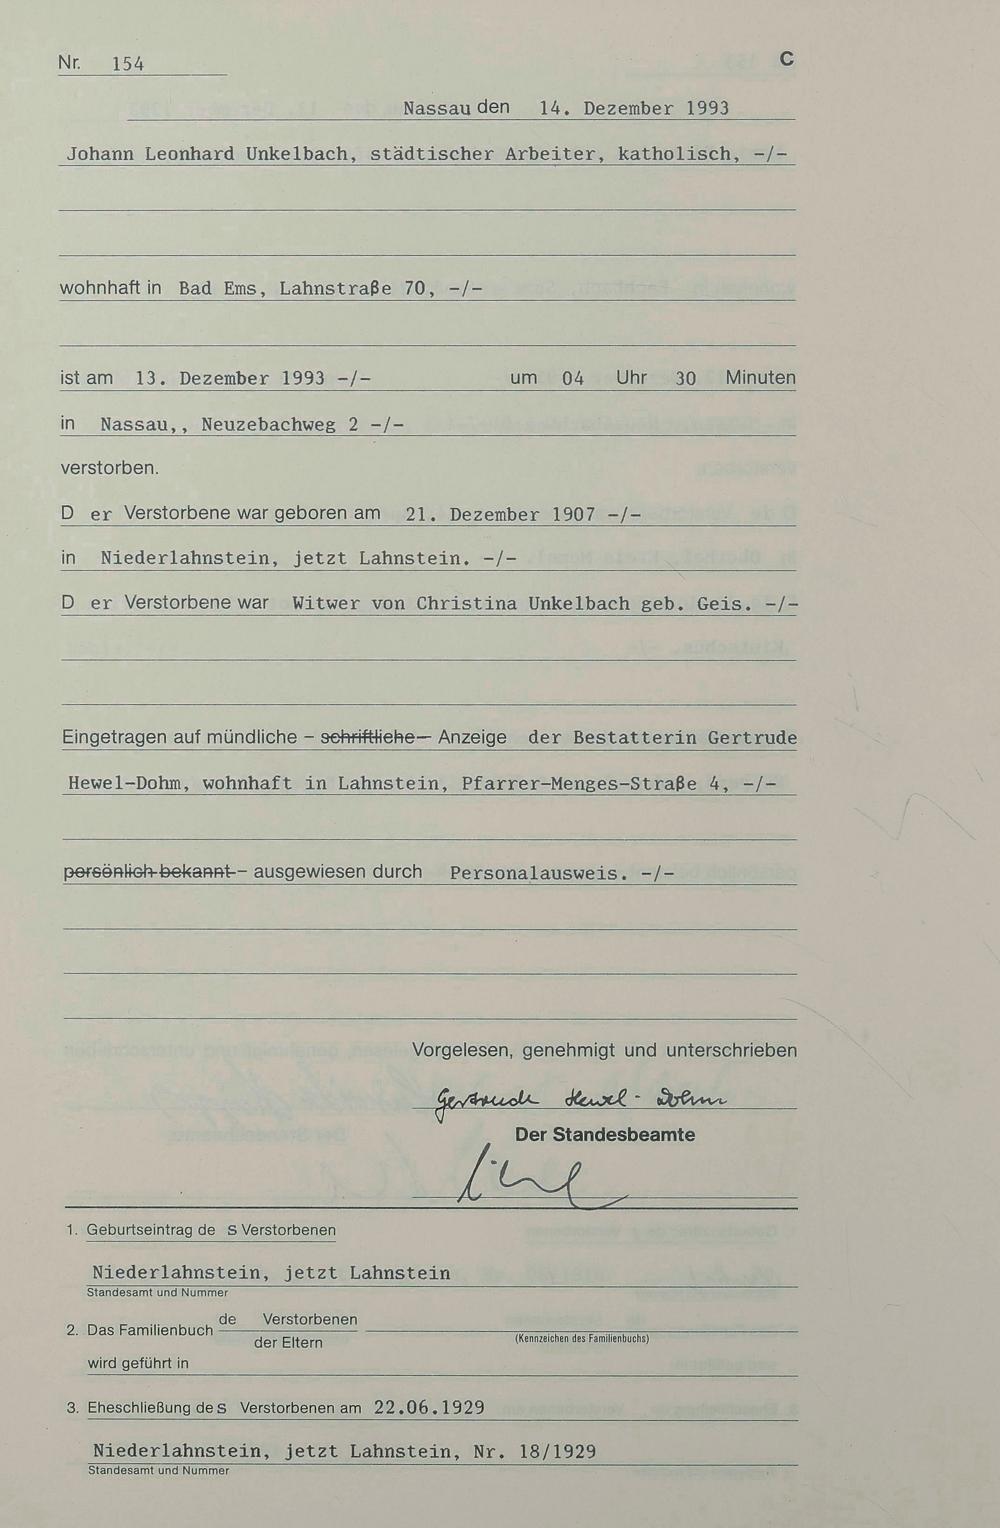 Nr. 154 C
Nassau den 14. Dezember 1993
Johann Leonhard Unkelbach, städtischer Arbeiter, katholisch, -/-
wohnhaft in Bad Ems, Lahnstraße 70, -/-
ist am 13. Dezember 1993 -/- um 04 Uhr 30 Minuten
in Nassau,, Neuzebachweg 2 -/-
verstorben.
D er Verstorbene war geboren am 21. Dezember 1907 -/-
in Niederlahnstein, jetzt Lahnstein. -/-
D er Verstorbene war Witwer von Christina Unkelbach geb. Geis. -/-
Eingetragen auf mündliche – schriftliche – Anzeige der Bestatterin Gertrude
Hewel-Dohm, wohnhaft in Lahnstein, Pfarrer-Menges-Straße 4, -/-
persönlich bekannt – ausgewiesen durch Personalausweis. -/-
Vorgelesen, genehmigt und unterschrieben
Gertrude Hewel-Dohm
Der Standesbeamte
1. Geburtseintrag de s Verstorbenen
Niederlahnstein, jetzt Lahnstein
Standesamt und Nummer
2. Das Familienbuch de Verstorbenen
der Eltern
(Kennzeichen des Familienbuchs)
wird geführt in
3. Eheschließung de s Verstorbenen am 22.06.1929
Niederlahnstein, jetzt Lahnstein, Nr. 18/1929
Standesamt und Nummer